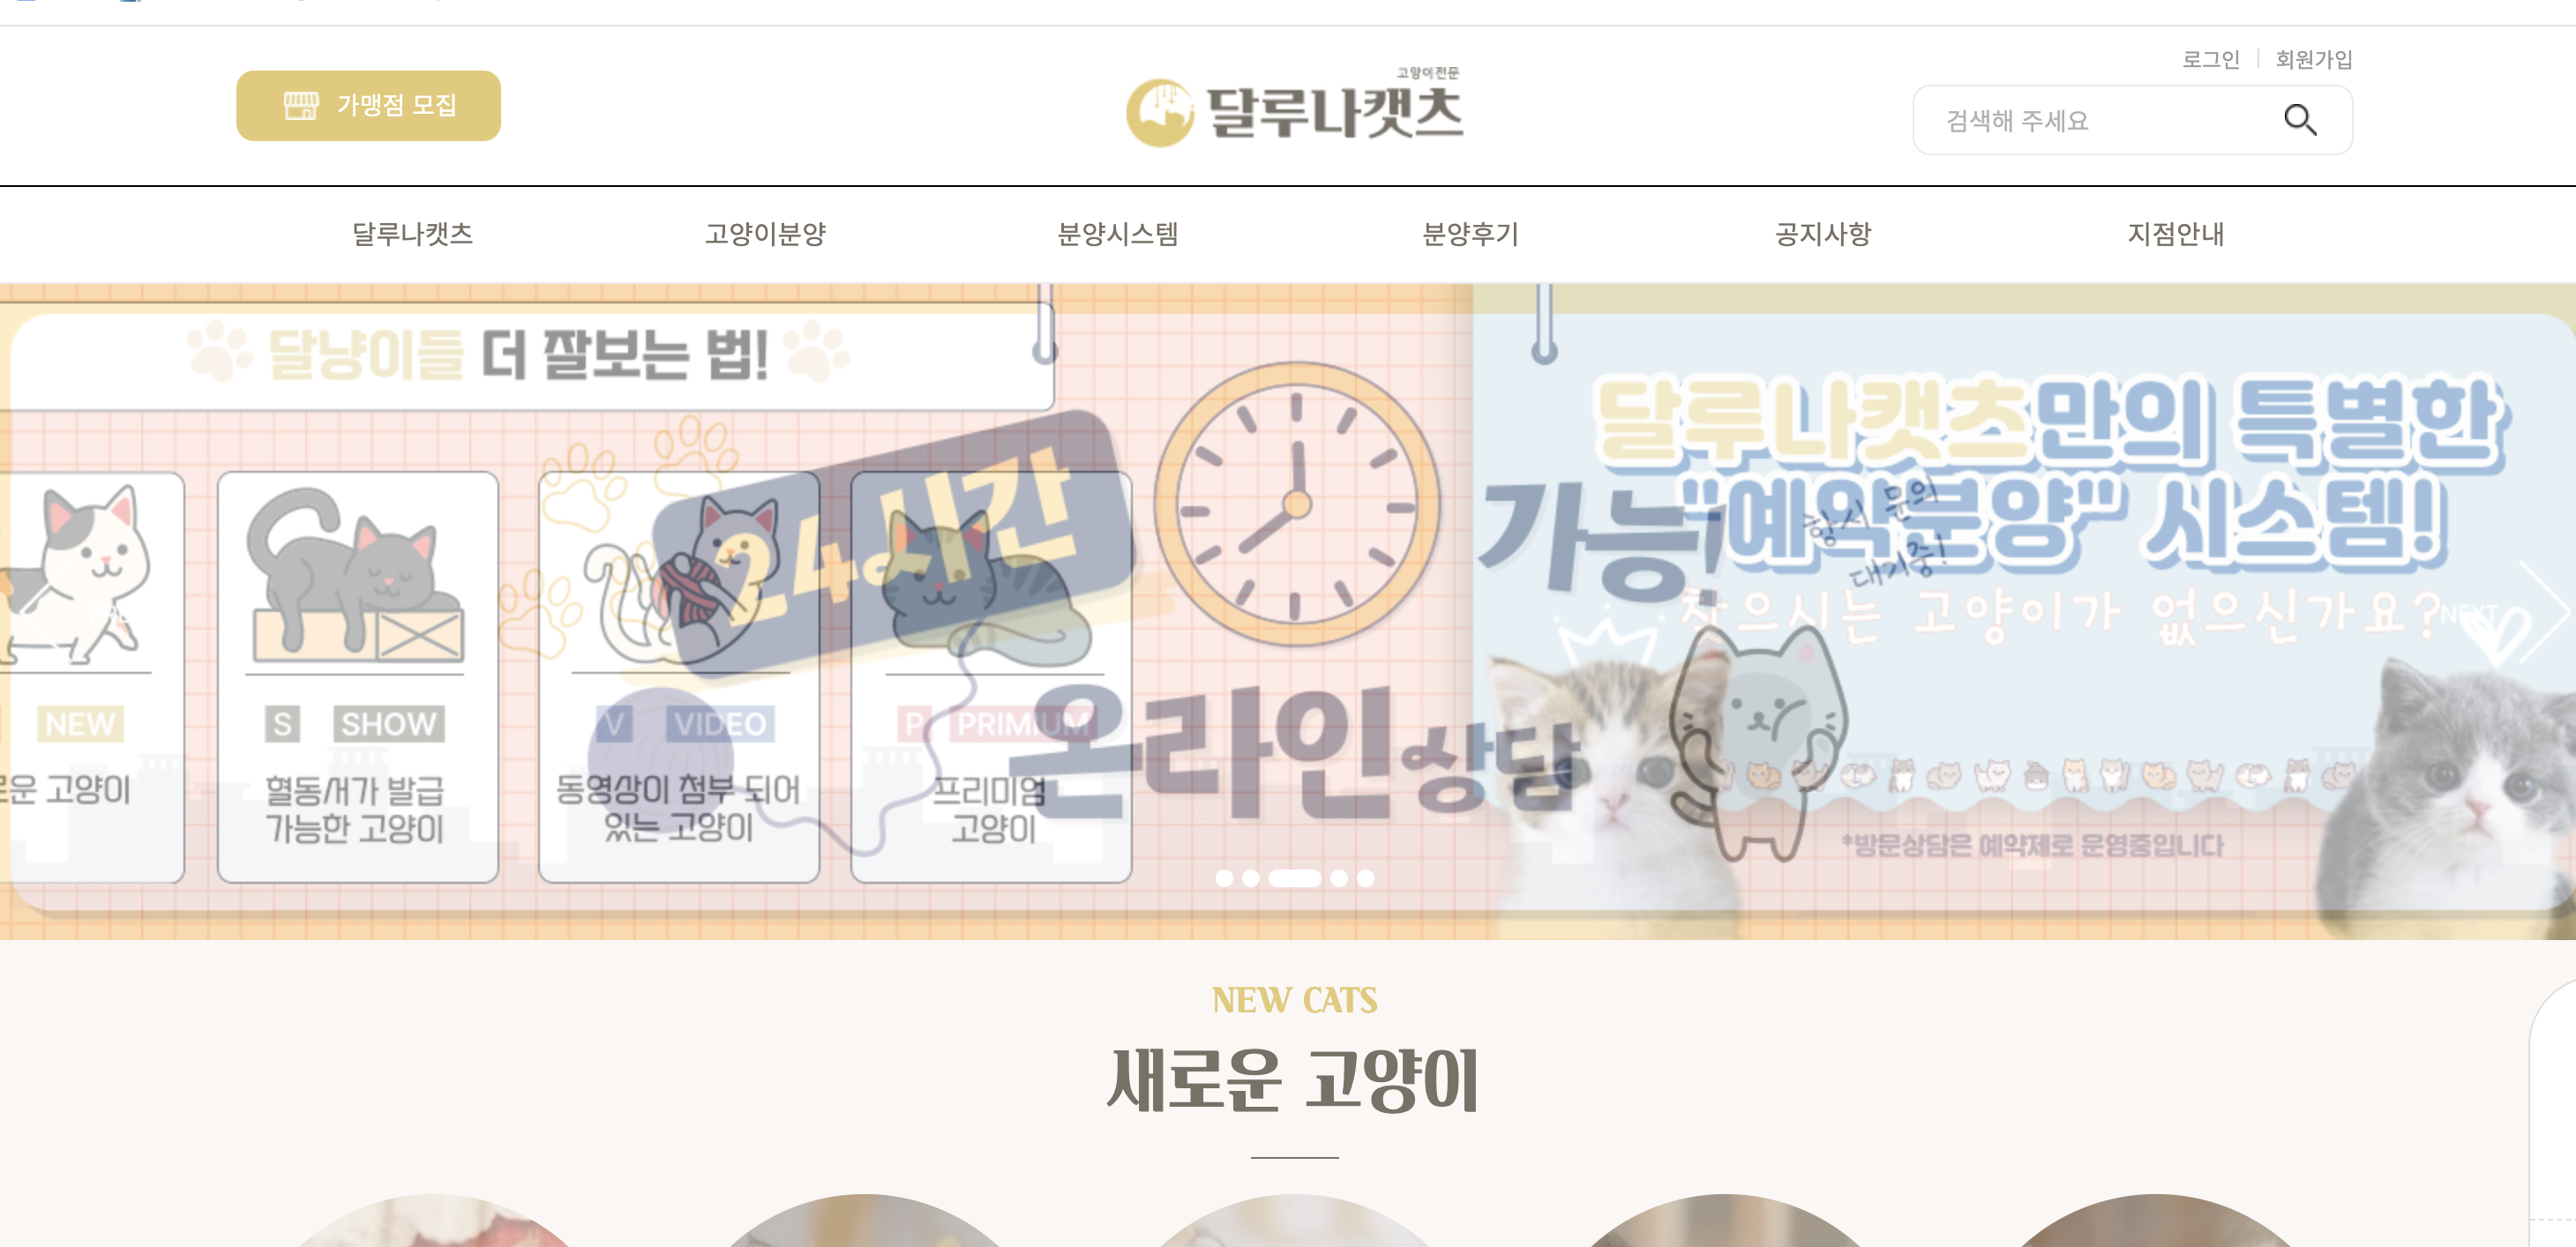 로그인
회원가입
가맹점 모집
고양이전문
달루나캣츠
검색해 주세요
달루나캣츠
고양이분양
분양시스템
분양후기
공지사항
지점안내
달냥이들 더 잘보는 법!
NEW
로운 고양이
S SHOW
혈통서가 발급
가능한 고양이
V VIDEO
동영상이 첨부 되어
있는 고양이
P PRIMIUM
프리미엄
고양이
24시간
가능!
항시 문의
대기중!
온라인상담
달루나캣츠만의 특별한
"예약분양" 시스템!
찾으시는 고양이가 없으신가요?
NEXT
*방문상담은 예약제로 운영중입니다
NEW CATS
새로운 고양이